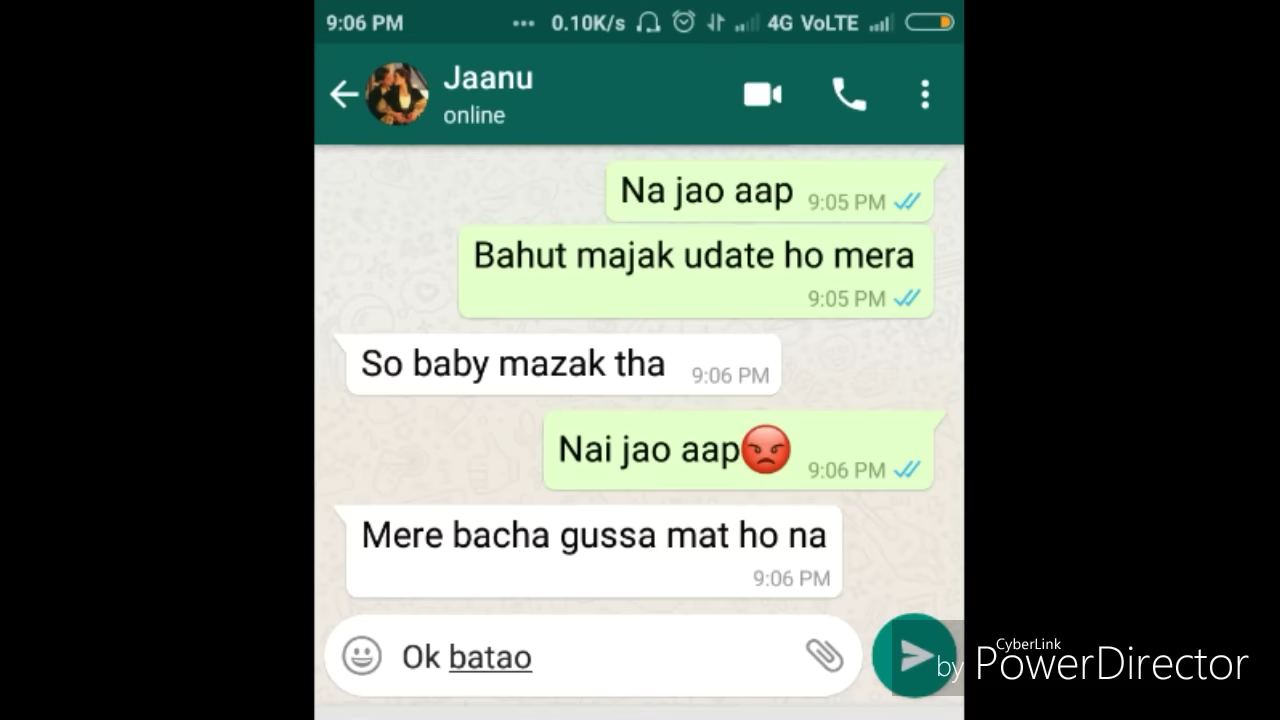 9:06 PM ... 0.10K/s 4G VoLTE
Jaanu
online
Na jao aap 9:05 PM
Bahut majak udate ho mera
9:05 PM
So baby mazak tha 9:06 PM
Nai jao aap😡 9:06 PM
Mere bacha gussa mat ho na
9:06 PM
Ok batao
CyberLink
by PowerDirector